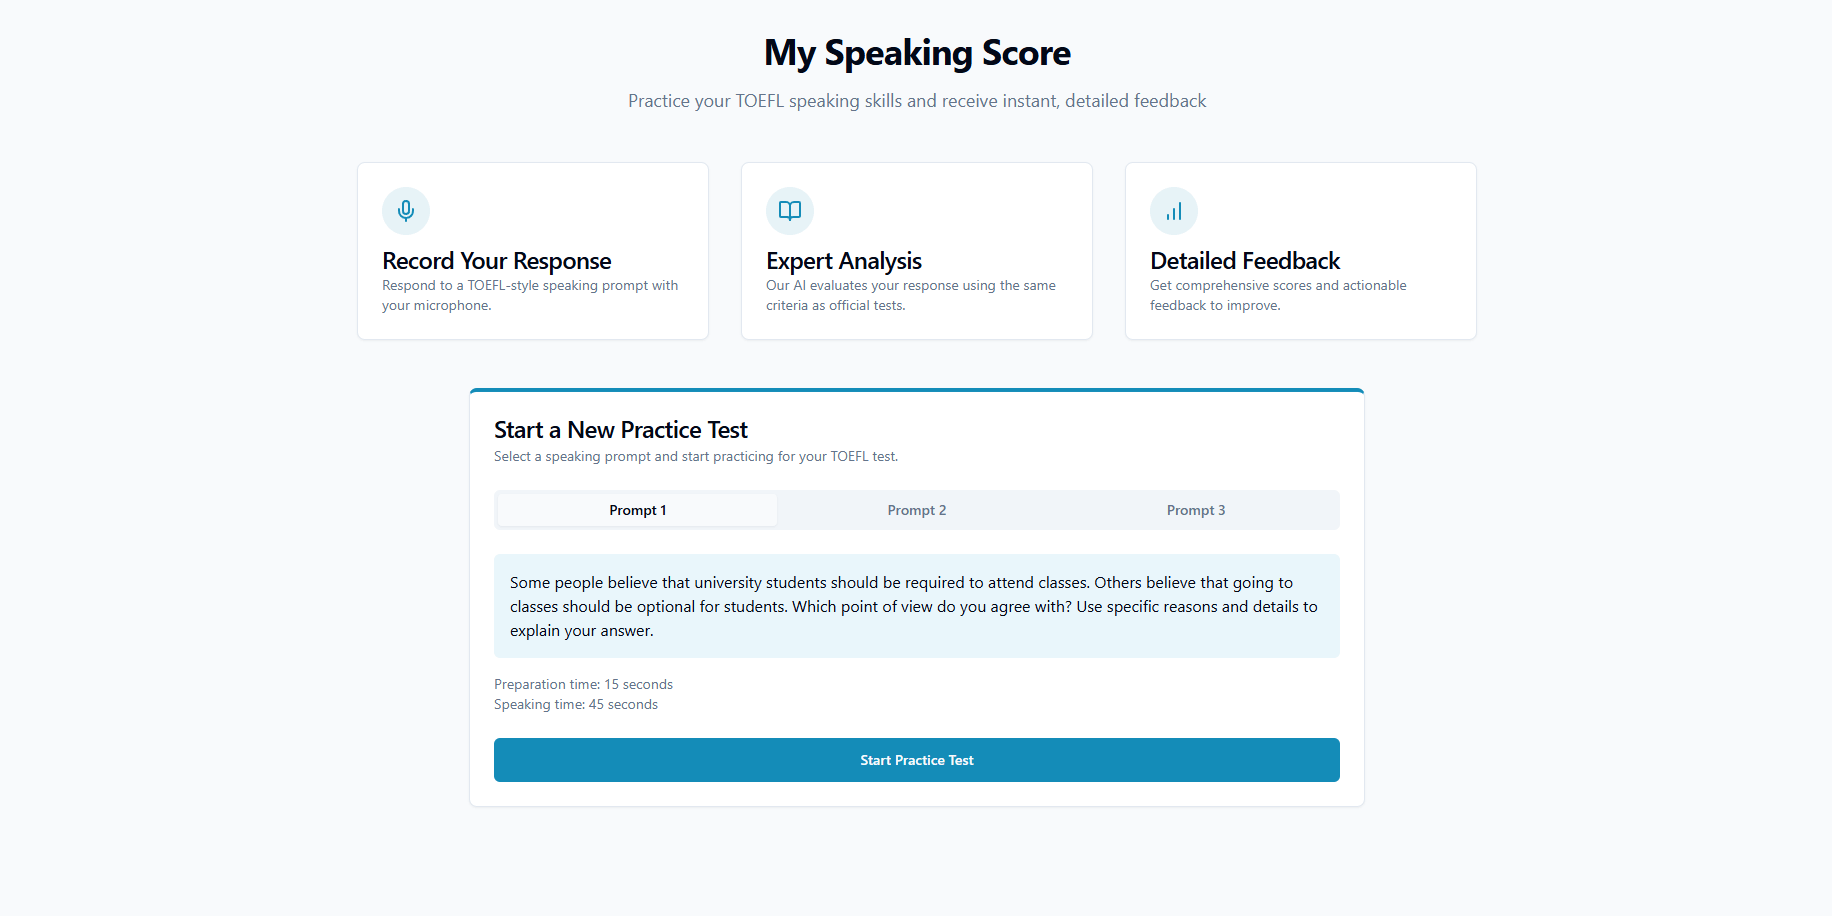 My Speaking Score
Practice your TOEFL speaking skills and receive instant, detailed feedback
Record Your Response
Respond to a TOEFL-style speaking prompt with
your microphone.
Expert Analysis
Our AI evaluates your response using the same
criteria as official tests.
Detailed Feedback
Get comprehensive scores and actionable
feedback to improve.
Start a New Practice Test
Select a speaking prompt and start practicing for your TOEFL test.
Prompt 1
Prompt 2
Prompt 3
Some people believe that university students should be required to attend classes. Others believe that going to
classes should be optional for students. Which point of view do you agree with? Use specific reasons and details to
explain your answer.
Preparation time: 15 seconds
Speaking time: 45 seconds
Start Practice Test